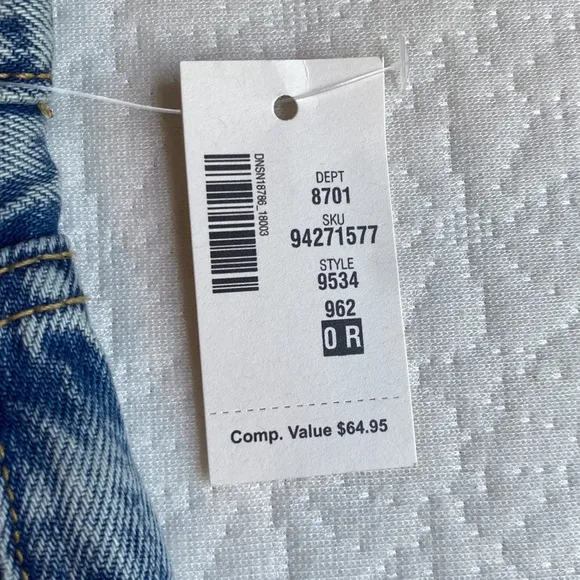 DNSN18786_18003
DEPT
8701
SKU
94271577
STYLE
9534
962
0 R
Comp. Value $64.95